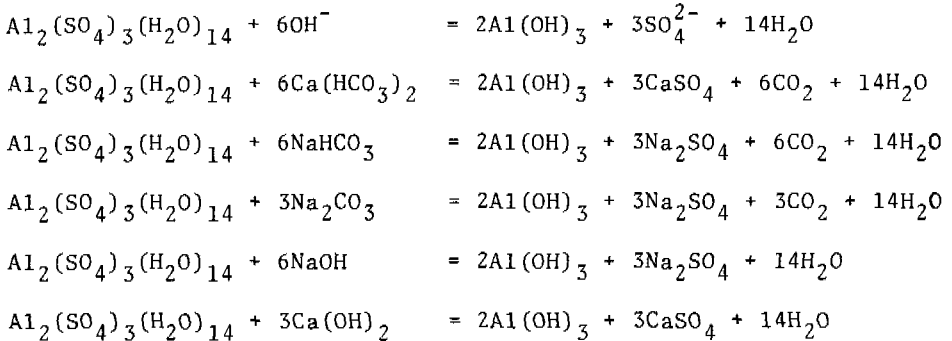 Al₂(SO₄)₃(H₂O)₁₄ + 6OH⁻ = 2Al(OH)₃ + 3SO₄²⁻ + 14H₂O
Al₂(SO₄)₃(H₂O)₁₄ + 6Ca(HCO₃)₂ = 2Al(OH)₃ + 3CaSO₄ + 6CO₂ + 14H₂O
Al₂(SO₄)₃(H₂O)₁₄ + 6NaHCO₃ = 2Al(OH)₃ + 3Na₂SO₄ + 6CO₂ + 14H₂O
Al₂(SO₄)₃(H₂O)₁₄ + 3Na₂CO₃ = 2Al(OH)₃ + 3Na₂SO₄ + 3CO₂ + 14H₂O
Al₂(SO₄)₃(H₂O)₁₄ + 6NaOH = 2Al(OH)₃ + 3Na₂SO₄ + 14H₂O
Al₂(SO₄)₃(H₂O)₁₄ + 3Ca(OH)₂ = 2Al(OH)₃ + 3CaSO₄ + 14H₂O